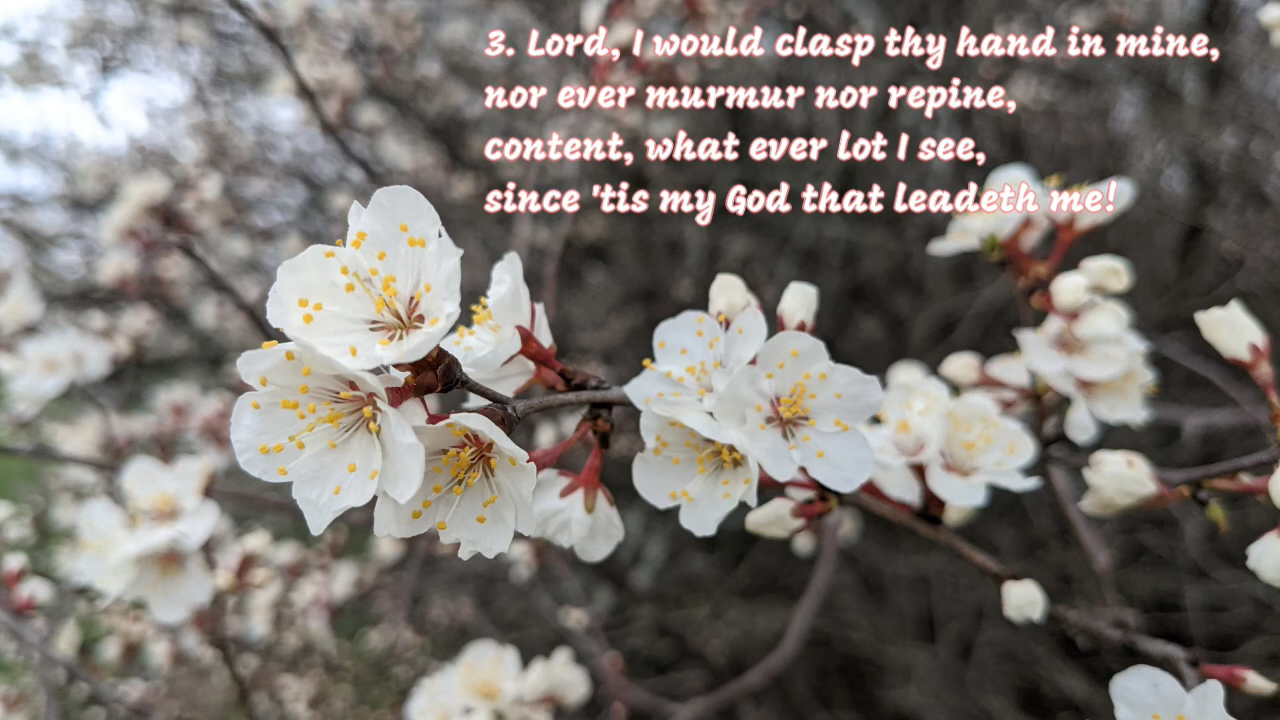 3. Lord, I would clasp thy hand in mine,
nor ever murmur nor repine,
content, what ever lot I see,
since 'tis my God that leadeth me!